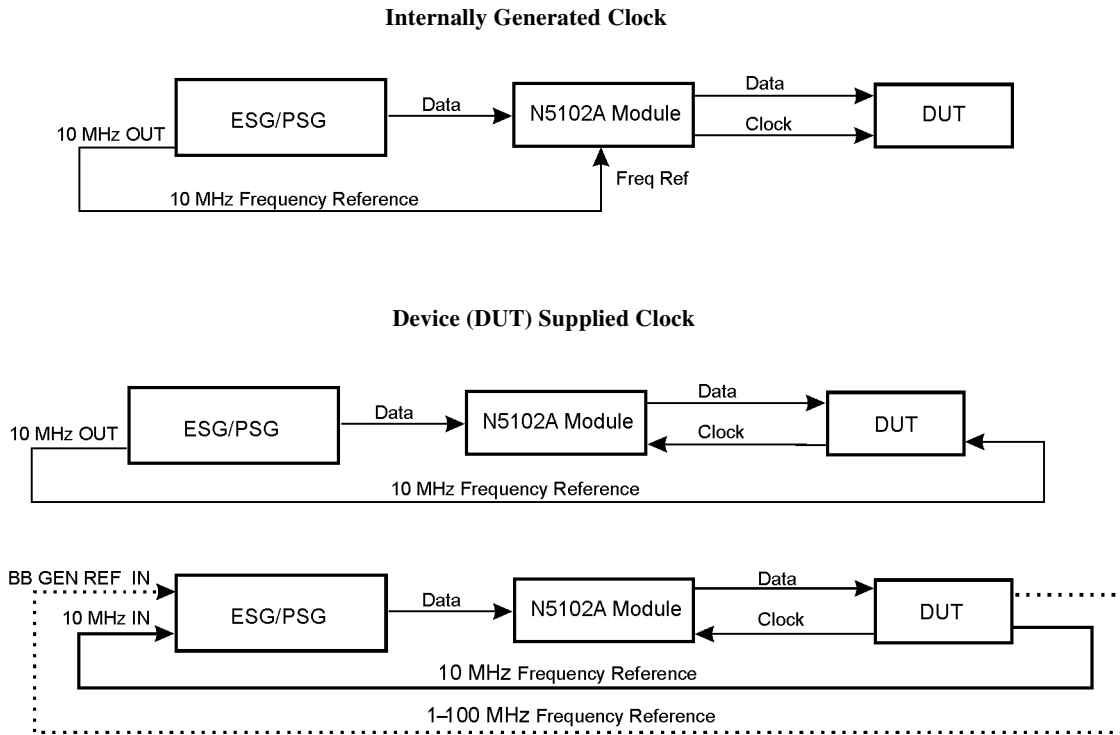 Internally Generated Clock
ESG/PSG
Data
N5102A Module
Data
Clock
DUT
10 MHz OUT
Freq Ref
10 MHz Frequency Reference
Device (DUT) Supplied Clock
ESG/PSG
Data
N5102A Module
Data
Clock
DUT
10 MHz OUT
10 MHz Frequency Reference
BB GEN REF IN
10 MHz IN
ESG/PSG
Data
N5102A Module
Data
Clock
DUT
10 MHz Frequency Reference
1–100 MHz Frequency Reference